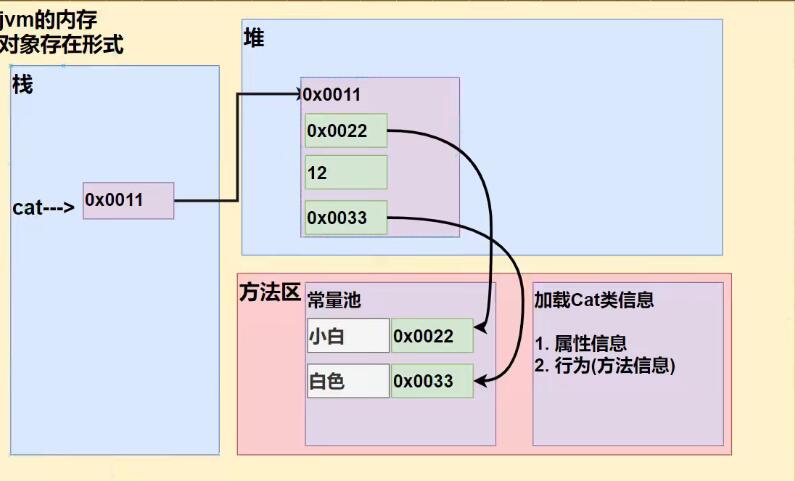 jvm的内存
对象存在形式
栈
cat--->
0x0011
堆
0x0011
0x0022
12
0x0033
方法区
常量池
小白
0x0022
白色
0x0033
加载Cat类信息
1. 属性信息
2. 行为(方法信息)